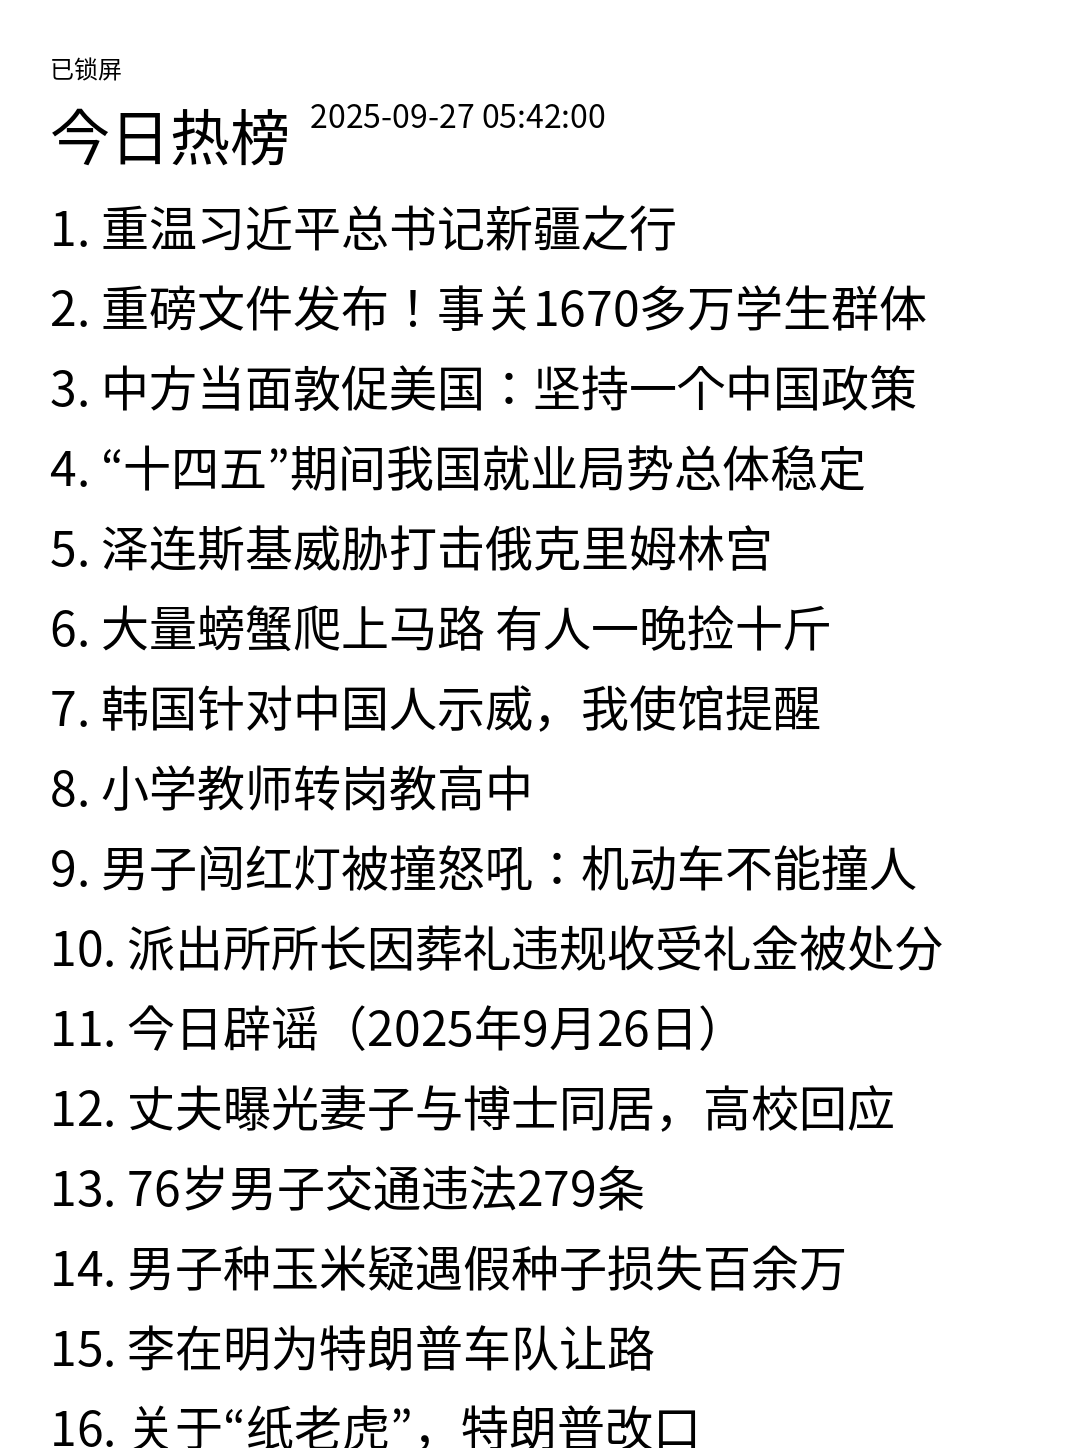 已锁屏
今日热榜 2025-09-27 05:42:00
1. 重温习近平总书记新疆之行
2. 重磅文件发布！事关1670多万学生群体
3. 中方当面敦促美国：坚持一个中国政策
4. “十四五”期间我国就业局势总体稳定
5. 泽连斯基威胁打击俄克里姆林宫
6. 大量螃蟹爬上马路 有人一晚捡十斤
7. 韩国针对中国人示威，我使馆提醒
8. 小学教师转岗教高中
9. 男子闯红灯被撞怒吼：机动车不能撞人
10. 派出所所长因葬礼违规收受礼金被处分
11. 今日辟谣（2025年9月26日）
12. 丈夫曝光妻子与博士同居，高校回应
13. 76岁男子交通违法279条
14. 男子种玉米疑遇假种子损失百余万
15. 李在明为特朗普车队让路
16. 关于“纸老虎”，特朗普改口